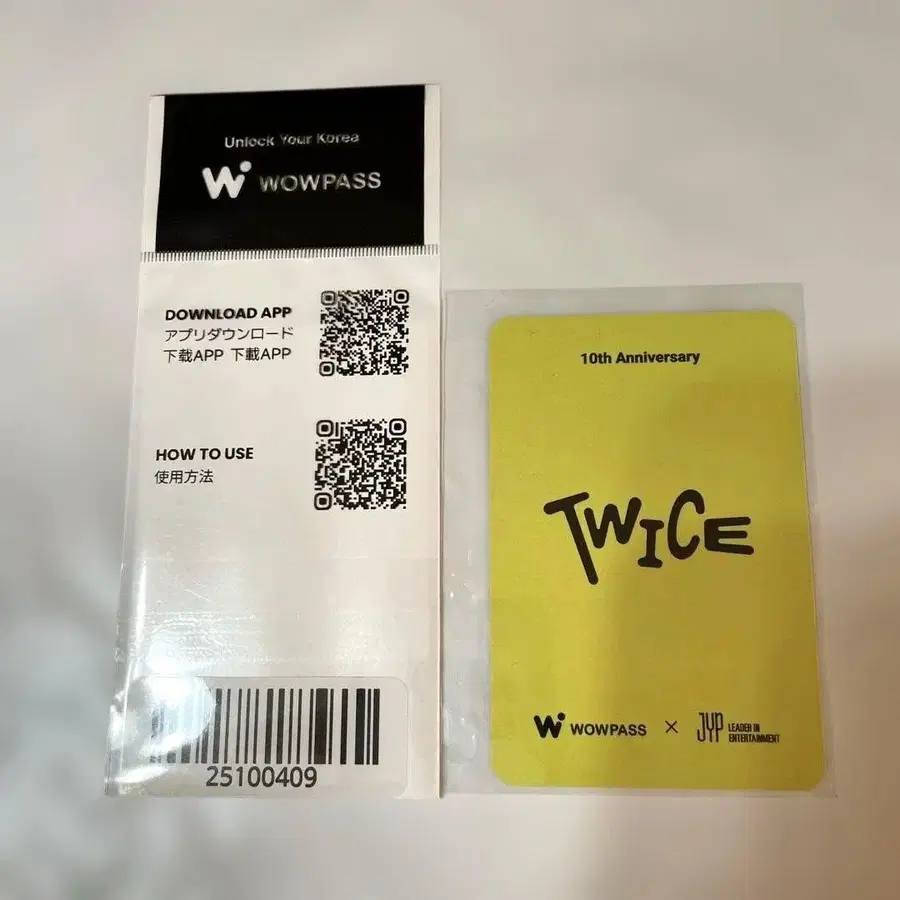 Unlock Your Korea
W WOWPASS
DOWNLOAD APP
アプリダウンロード
下载APP 下載APP
HOW TO USE
使用方法
25100409
10th Anniversary
TWICE
W WOWPASS × JYP LEADER IN
ENTERTAINMENT